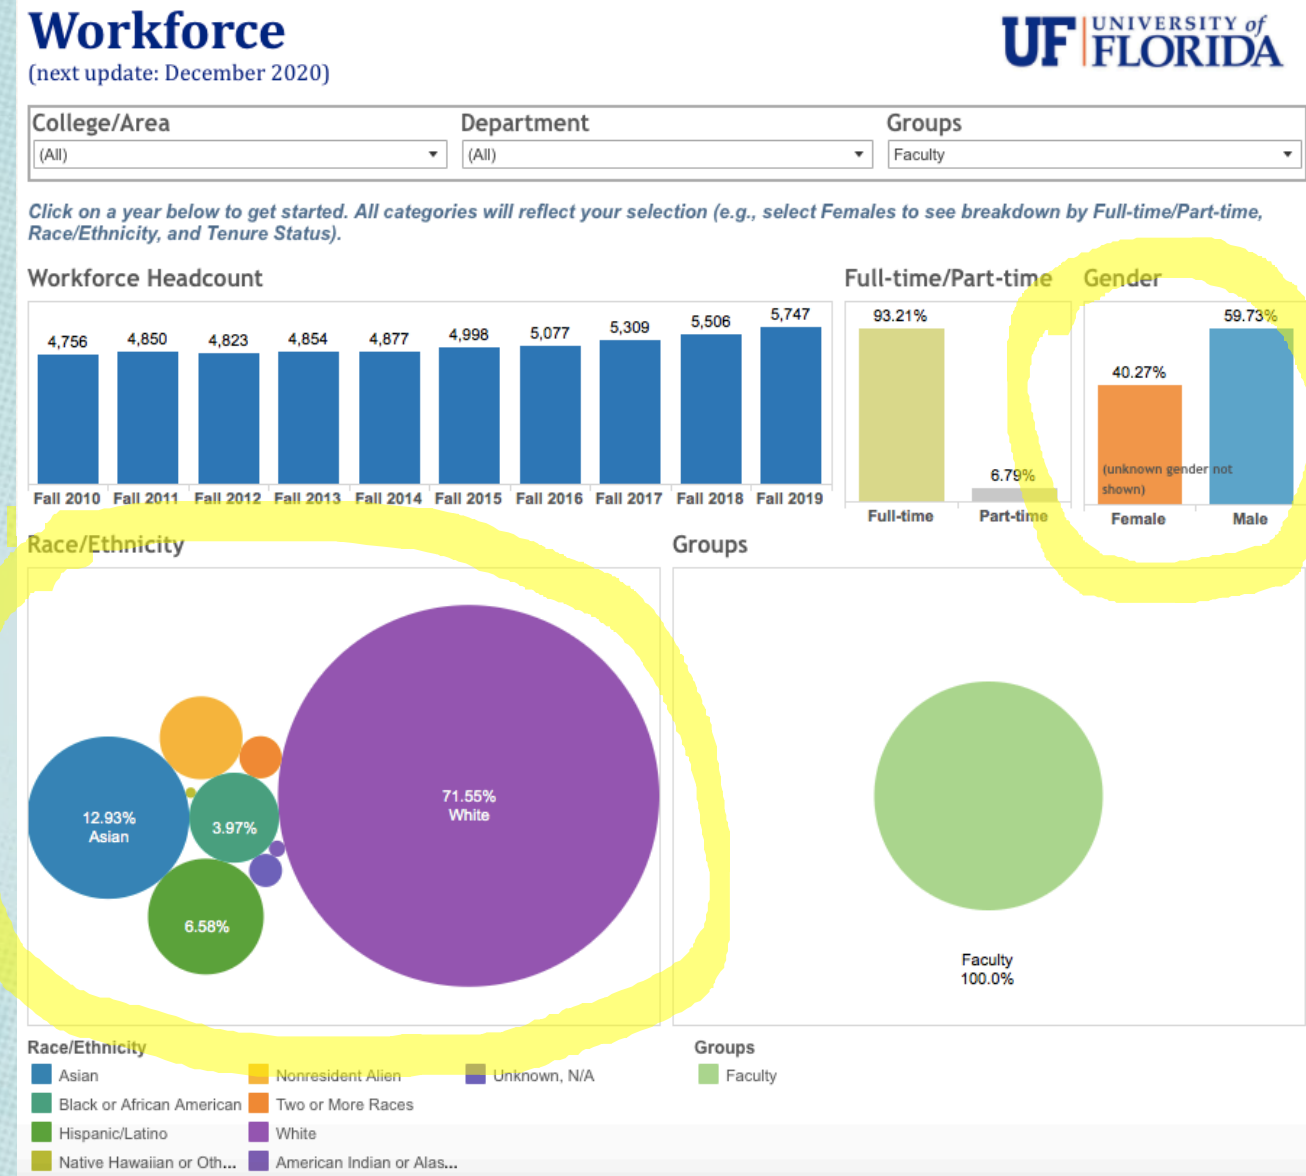 Workforce
(next update: December 2020)
UF UNIVERSITY of
FLORIDA
College/Area
(All)
Department
(All)
Groups
Faculty
Click on a year below to get started. All categories will reflect your selection (e.g., select Females to see breakdown by Full-time/Part-time,
Race/Ethnicity, and Tenure Status).
Workforce Headcount
4,756 4,850 4,823 4,854 4,877 4,998 5,077 5,309 5,506 5,747
Fall 2010 Fall 2011 Fall 2012 Fall 2013 Fall 2014 Fall 2015 Fall 2016 Fall 2017 Fall 2018 Fall 2019
Full-time/Part-time
93.21%
6.79%
Full-time Part-time
Gender
59.73%
40.27%
(unknown gender not
shown)
Female Male
Race/Ethnicity
12.93%
Asian
3.97%
6.58%
71.55%
White
Groups
Faculty
100.0%
Race/Ethnicity
Asian
Black or African American
Hispanic/Latino
Native Hawaiian or Oth...
Nonresident Alien
Two or More Races
White
American Indian or Alas...
Unknown, N/A
Groups
Faculty